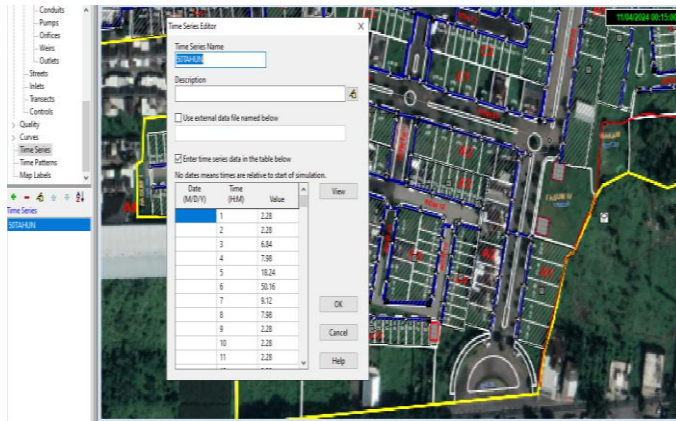 Conduits
Pumps
Orifices
Weirs
Outlets
Streets
Inlets
Transects
Controls
Quality
Curves
Time Series
Time Patterns
Map Labels
Time Series
50TAHUN
Time Series Editor X
Time Series Name
50TAHUN
Description
Use external data file named below
Enter time series data in the table below
No dates means times are relative to start of simulation.
Date Time
(M/D/Y) (H:M) Value
1 2.28
2 2.28
3 6.84
4 7.98
5 18.24
6 50.16
7 9.12
8 7.98
9 2.28
10 2.28
11 2.28
View
OK
Cancel
Help
11/04/2024 00:15:00